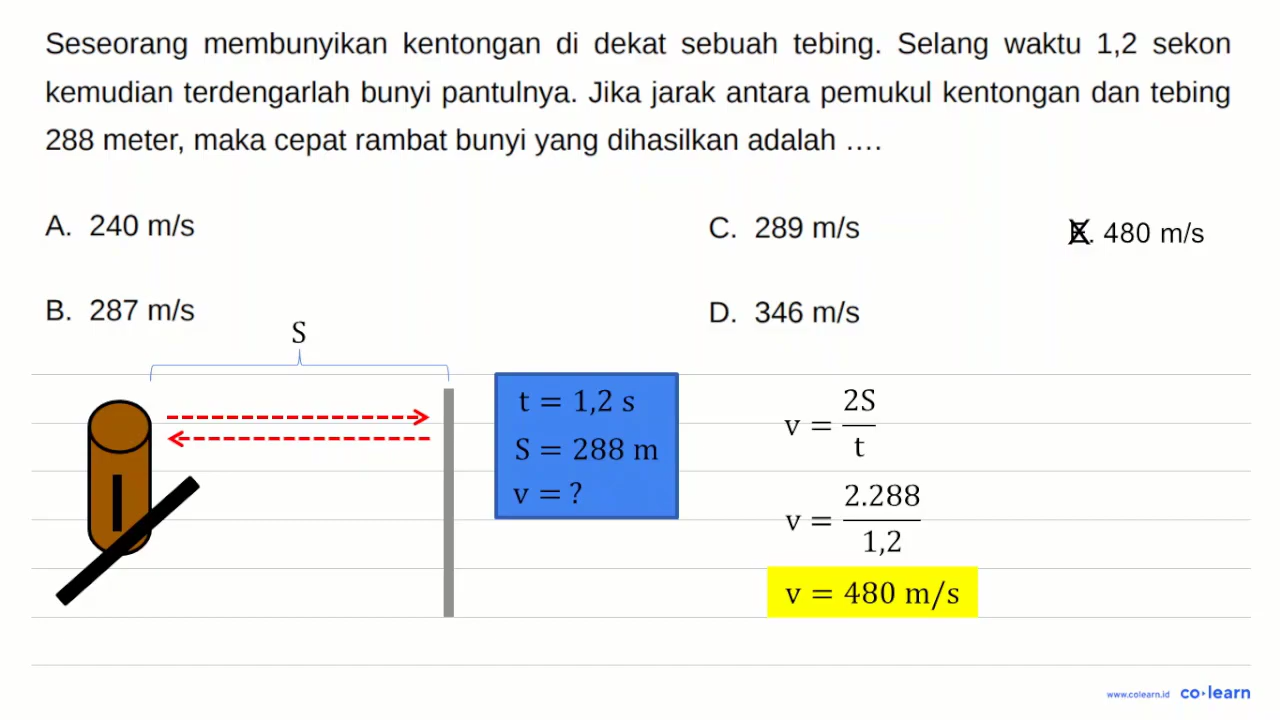 Seseorang membunyikan kentongan di dekat sebuah tebing. Selang waktu 1,2 sekon
kemudian terdengarlah bunyi pantulnya. Jika jarak antara pemukul kentongan dan tebing
288 meter, maka cepat rambat bunyi yang dihasilkan adalah ….
A. 240 m/s
C. 289 m/s
E. 480 m/s
B. 287 m/s
D. 346 m/s
S
t = 1,2 s
S = 288 m
v = ?
v = 2S/t
v = 2.288/1,2
v = 480 m/s
www.colearn.id co·learn